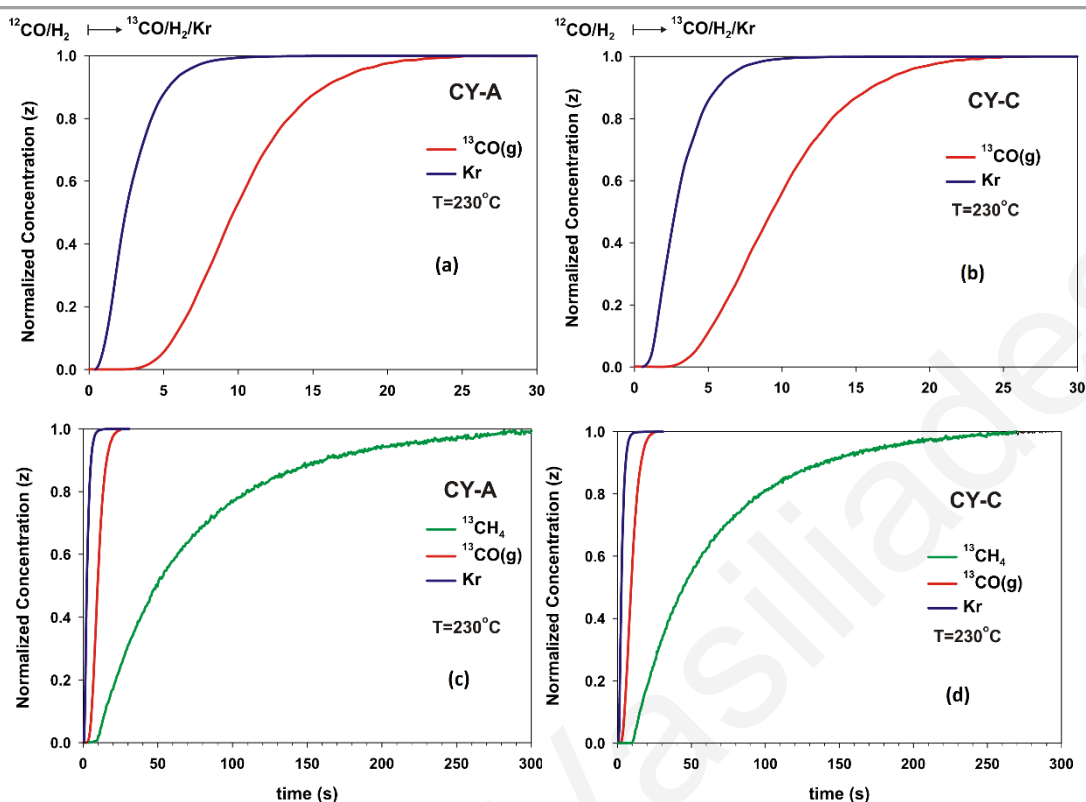 12CO/H2 13CO/H2/Kr 12CO/H2 13CO/H2/Kr
Normalized Concentration (z)
1.0
0.8
0.6
0.4
0.2
0.0
CY-A
13CO(g)
Kr
T=230°C
(a)
0 5 10 15 20 25 30
Normalized Concentration (z)
1.0
0.8
0.6
0.4
0.2
0.0
CY-C
13CO(g)
Kr
T=230°C
(b)
0 5 10 15 20 25 30
Normalized Concentration (z)
1.0
0.8
0.6
0.4
0.2
0.0
CY-A
13CH4
13CO(g)
Kr
T=230°C
(c)
0 50 100 150 200 250 300
time (s)
Normalized Concentration (z)
1.0
0.8
0.6
0.4
0.2
0.0
CY-C
13CH4
13CO(g)
Kr
T=230°C
(d)
0 50 100 150 200 250 300
time (s)
Vasiliades